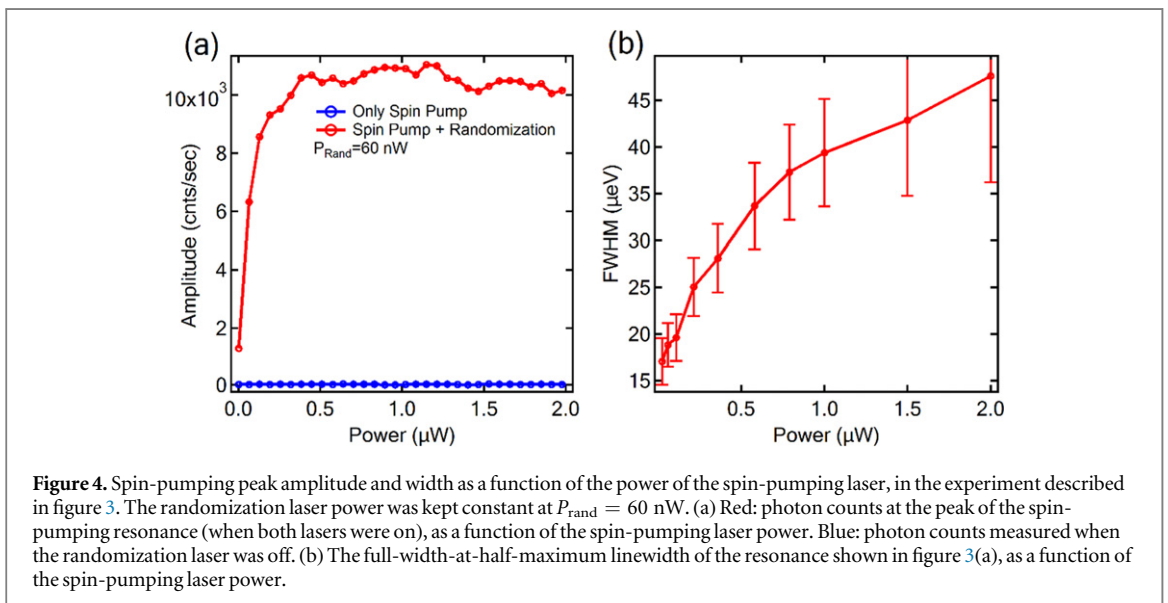 (a)
10x10³
8
6
4
2
0
Amplitude (cnts/sec)
Only Spin Pump
Spin Pump + Randomization
P_Rand=60 nW
0.0 0.5 1.0 1.5 2.0
Power (µW)
(b)
45
40
35
30
25
20
15
FWHM (µeV)
0.5 1.0 1.5 2.0
Power (µW)
Figure 4. Spin-pumping peak amplitude and width as a function of the power of the spin-pumping laser, in the experiment described
in figure 3. The randomization laser power was kept constant at P_rand = 60 nW. (a) Red: photon counts at the peak of the spin-
pumping resonance (when both lasers were on), as a function of the spin-pumping laser power. Blue: photon counts measured when
the randomization laser was off. (b) The full-width-at-half-maximum linewidth of the resonance shown in figure 3(a), as a function of
the spin-pumping laser power.